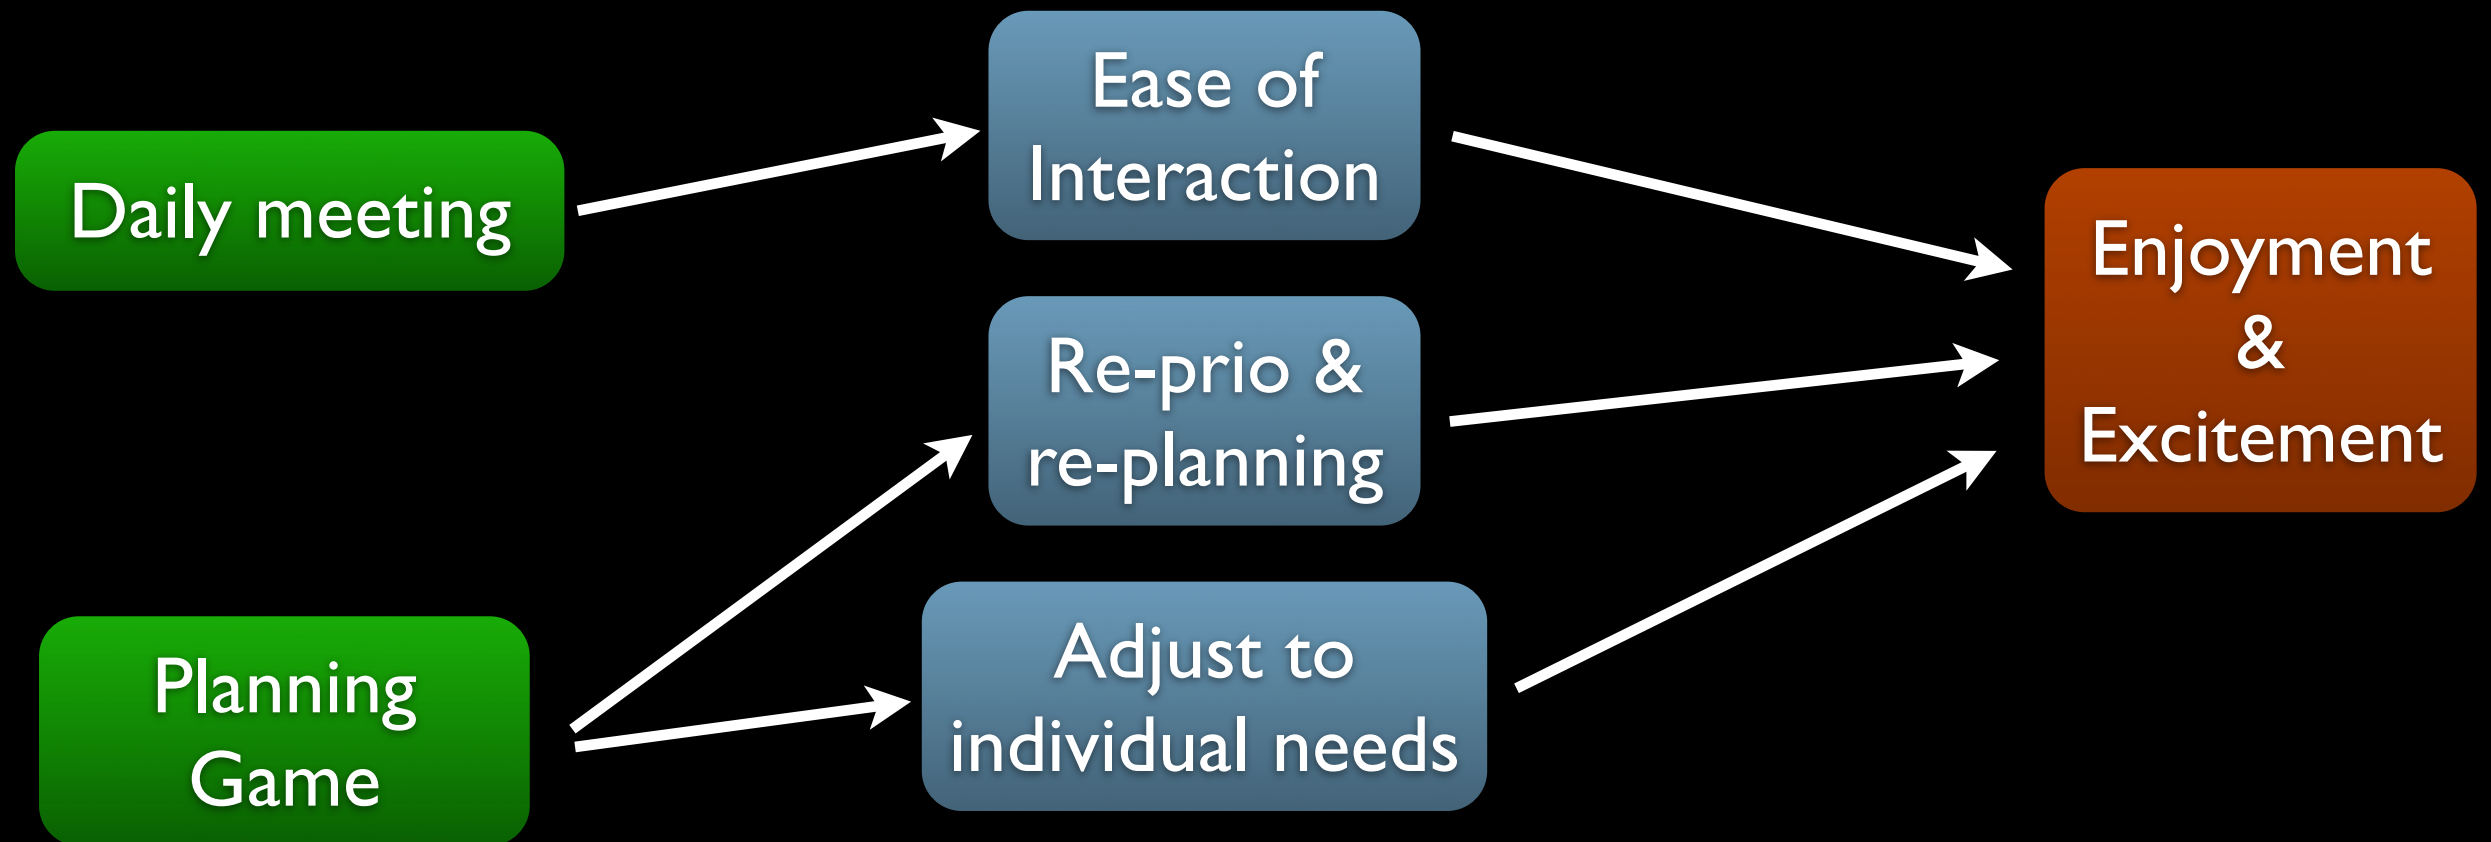 Daily meeting
Planning
Game
Ease of
Interaction
Re-prio &
re-planning
Adjust to
individual needs
Enjoyment
&
Excitement